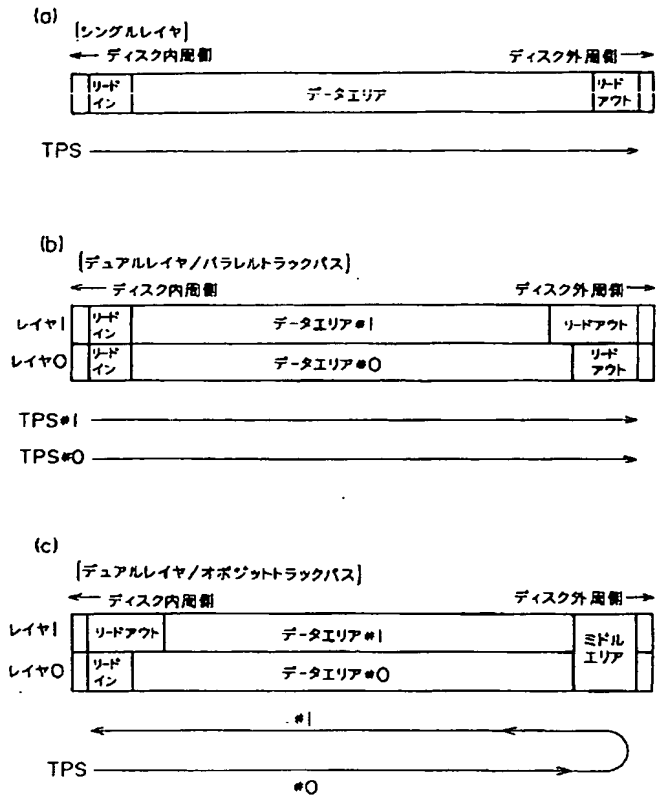 (a)
[シングルレイヤ]
← ディスク内周側 ディスク外周側 →
リードイン データエリア リードアウト
TPS
(b)
[デュアルレイヤ/パラレルトラックパス]
← ディスク内周側 ディスク外周側 →
レイヤ1 リードイン データエリア#1 リードアウト
レイヤ0 リードイン データエリア#0 リードアウト
TPS#1
TPS#0
(c)
[デュアルレイヤ/オポジットトラックパス]
← ディスク内周側 ディスク外周側 →
レイヤ1 リードアウト データエリア#1 ミドルエリア
レイヤ0 リードイン データエリア#0
#1
TPS
#0